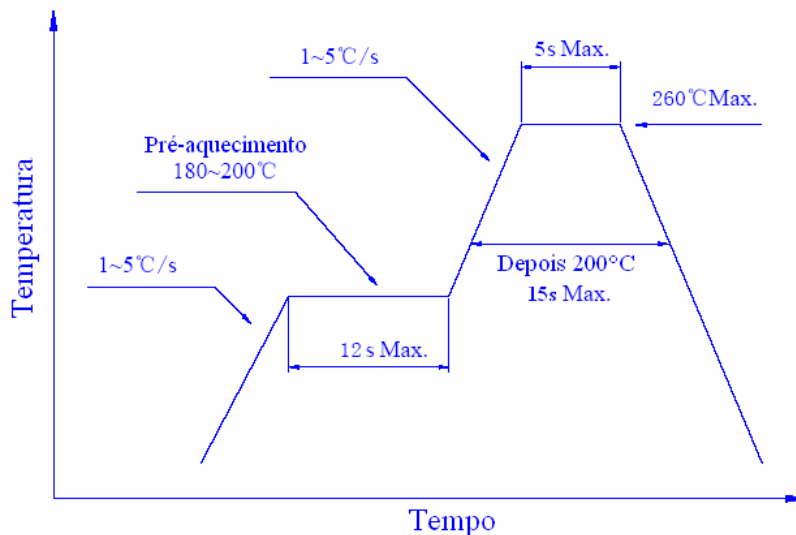 5s Max.
1~5℃/s
260℃Max.
Pré-aquecimento
180~200℃
1~5℃/s
Depois 200°C
15s Max.
12s Max.
Temperatura
Tempo